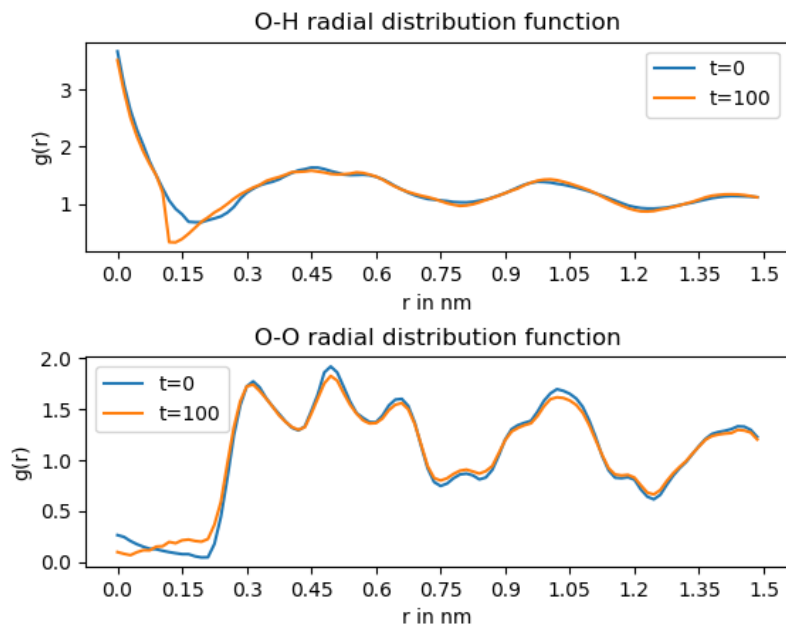 O-H radial distribution function
3
2
1
g(r)
t=0
t=100
0.0 0.15 0.3 0.45 0.6 0.75 0.9 1.05 1.2 1.35 1.5
r in nm
O-O radial distribution function
2.0
1.5
1.0
0.5
0.0
g(r)
t=0
t=100
0.0 0.15 0.3 0.45 0.6 0.75 0.9 1.05 1.2 1.35 1.5
r in nm